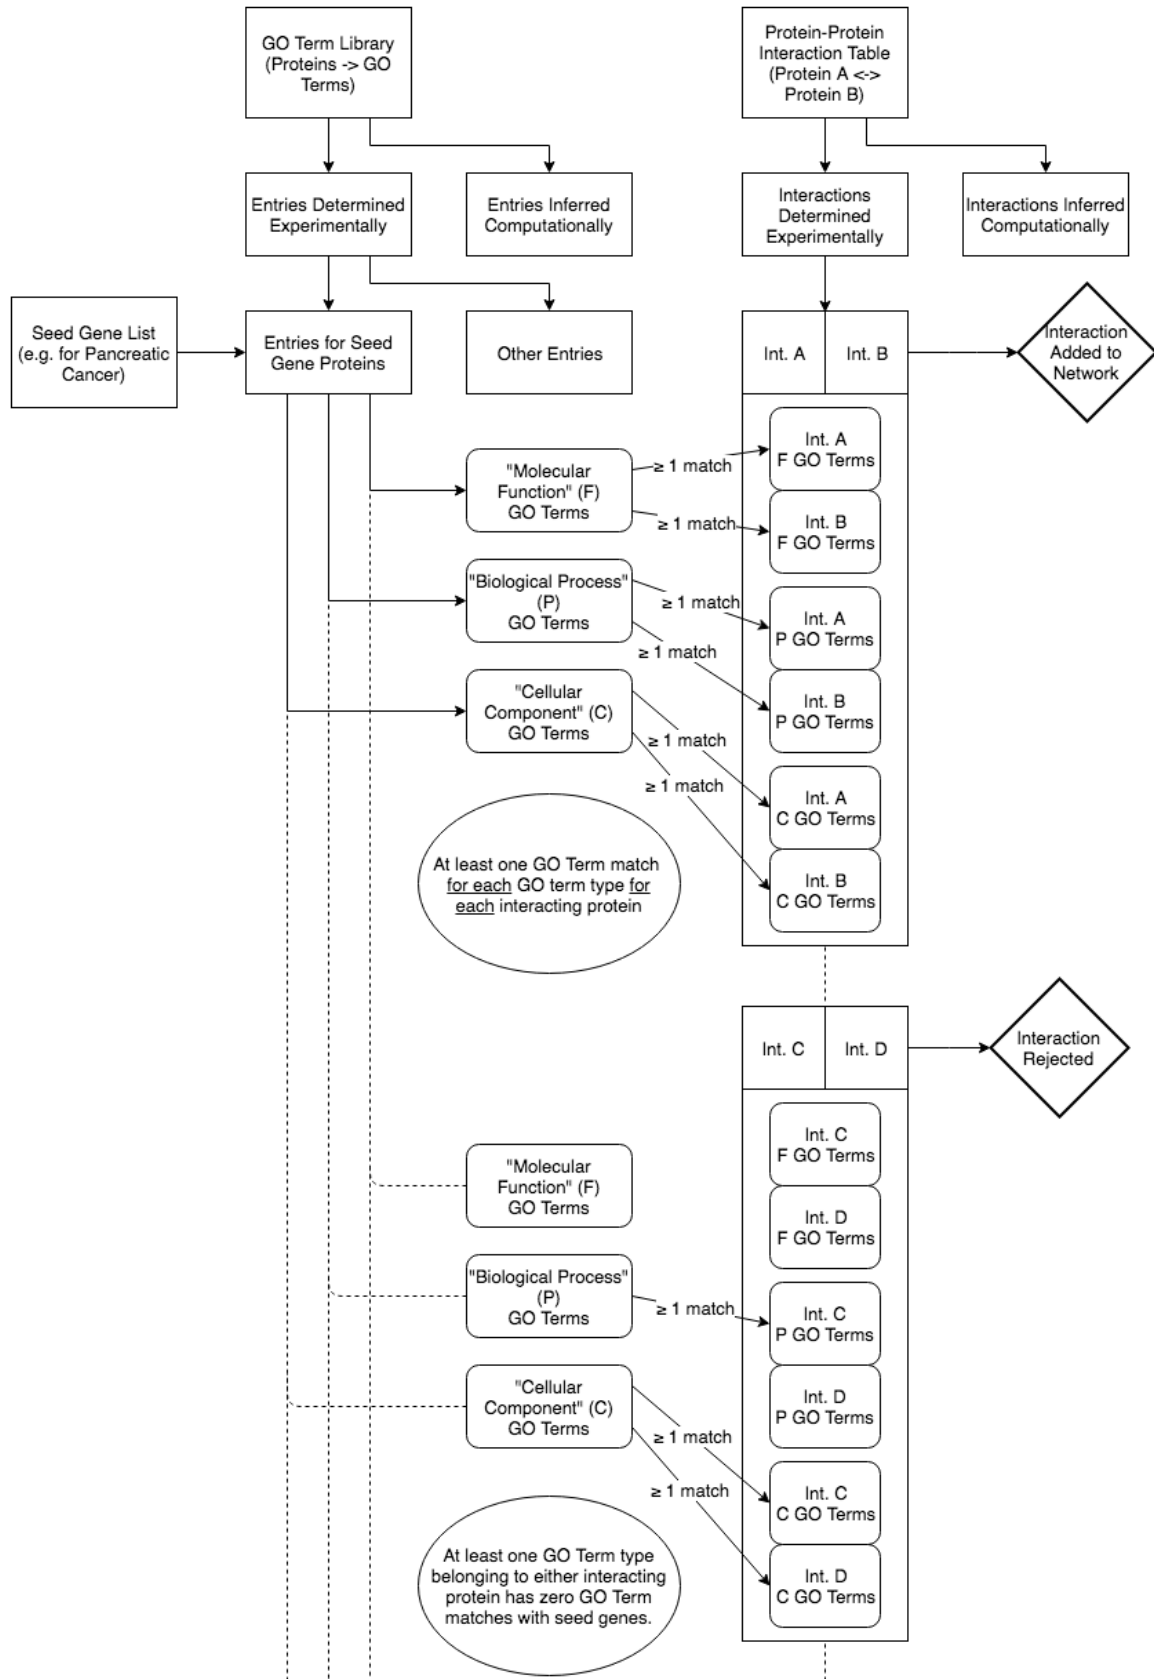 GO Term Library
(Proteins -> GO
Terms)
Protein-Protein
Interaction Table
(Protein A <->
Protein B)
Entries Determined
Experimentally
Entries Inferred
Computationally
Interactions
Determined
Experimentally
Interactions Inferred
Computationally
Seed Gene List
(e.g. for Pancreatic
Cancer)
Entries for Seed
Gene Proteins
Other Entries
Int. A
Int. B
Interaction
Added to
Network
"Molecular
Function" (F)
GO Terms
≥ 1 match
≥ 1 match
Int. A
F GO Terms
Int. B
F GO Terms
"Biological Process"
(P)
GO Terms
≥ 1 match
≥ 1 match
Int. A
P GO Terms
Int. B
P GO Terms
"Cellular
Component" (C)
GO Terms
≥ 1 match
≥ 1 match
Int. A
C GO Terms
Int. B
C GO Terms
At least one GO Term match
for each GO term type for
each interacting protein
Int. C
Int. D
Interaction
Rejected
Int. C
F GO Terms
Int. D
F GO Terms
"Molecular
Function" (F)
GO Terms
"Biological Process"
(P)
GO Terms
≥ 1 match
Int. C
P GO Terms
Int. D
P GO Terms
"Cellular
Component" (C)
GO Terms
≥ 1 match
≥ 1 match
Int. C
C GO Terms
Int. D
C GO Terms
At least one GO Term type
belonging to either interacting
protein has zero GO Term
matches with seed genes.